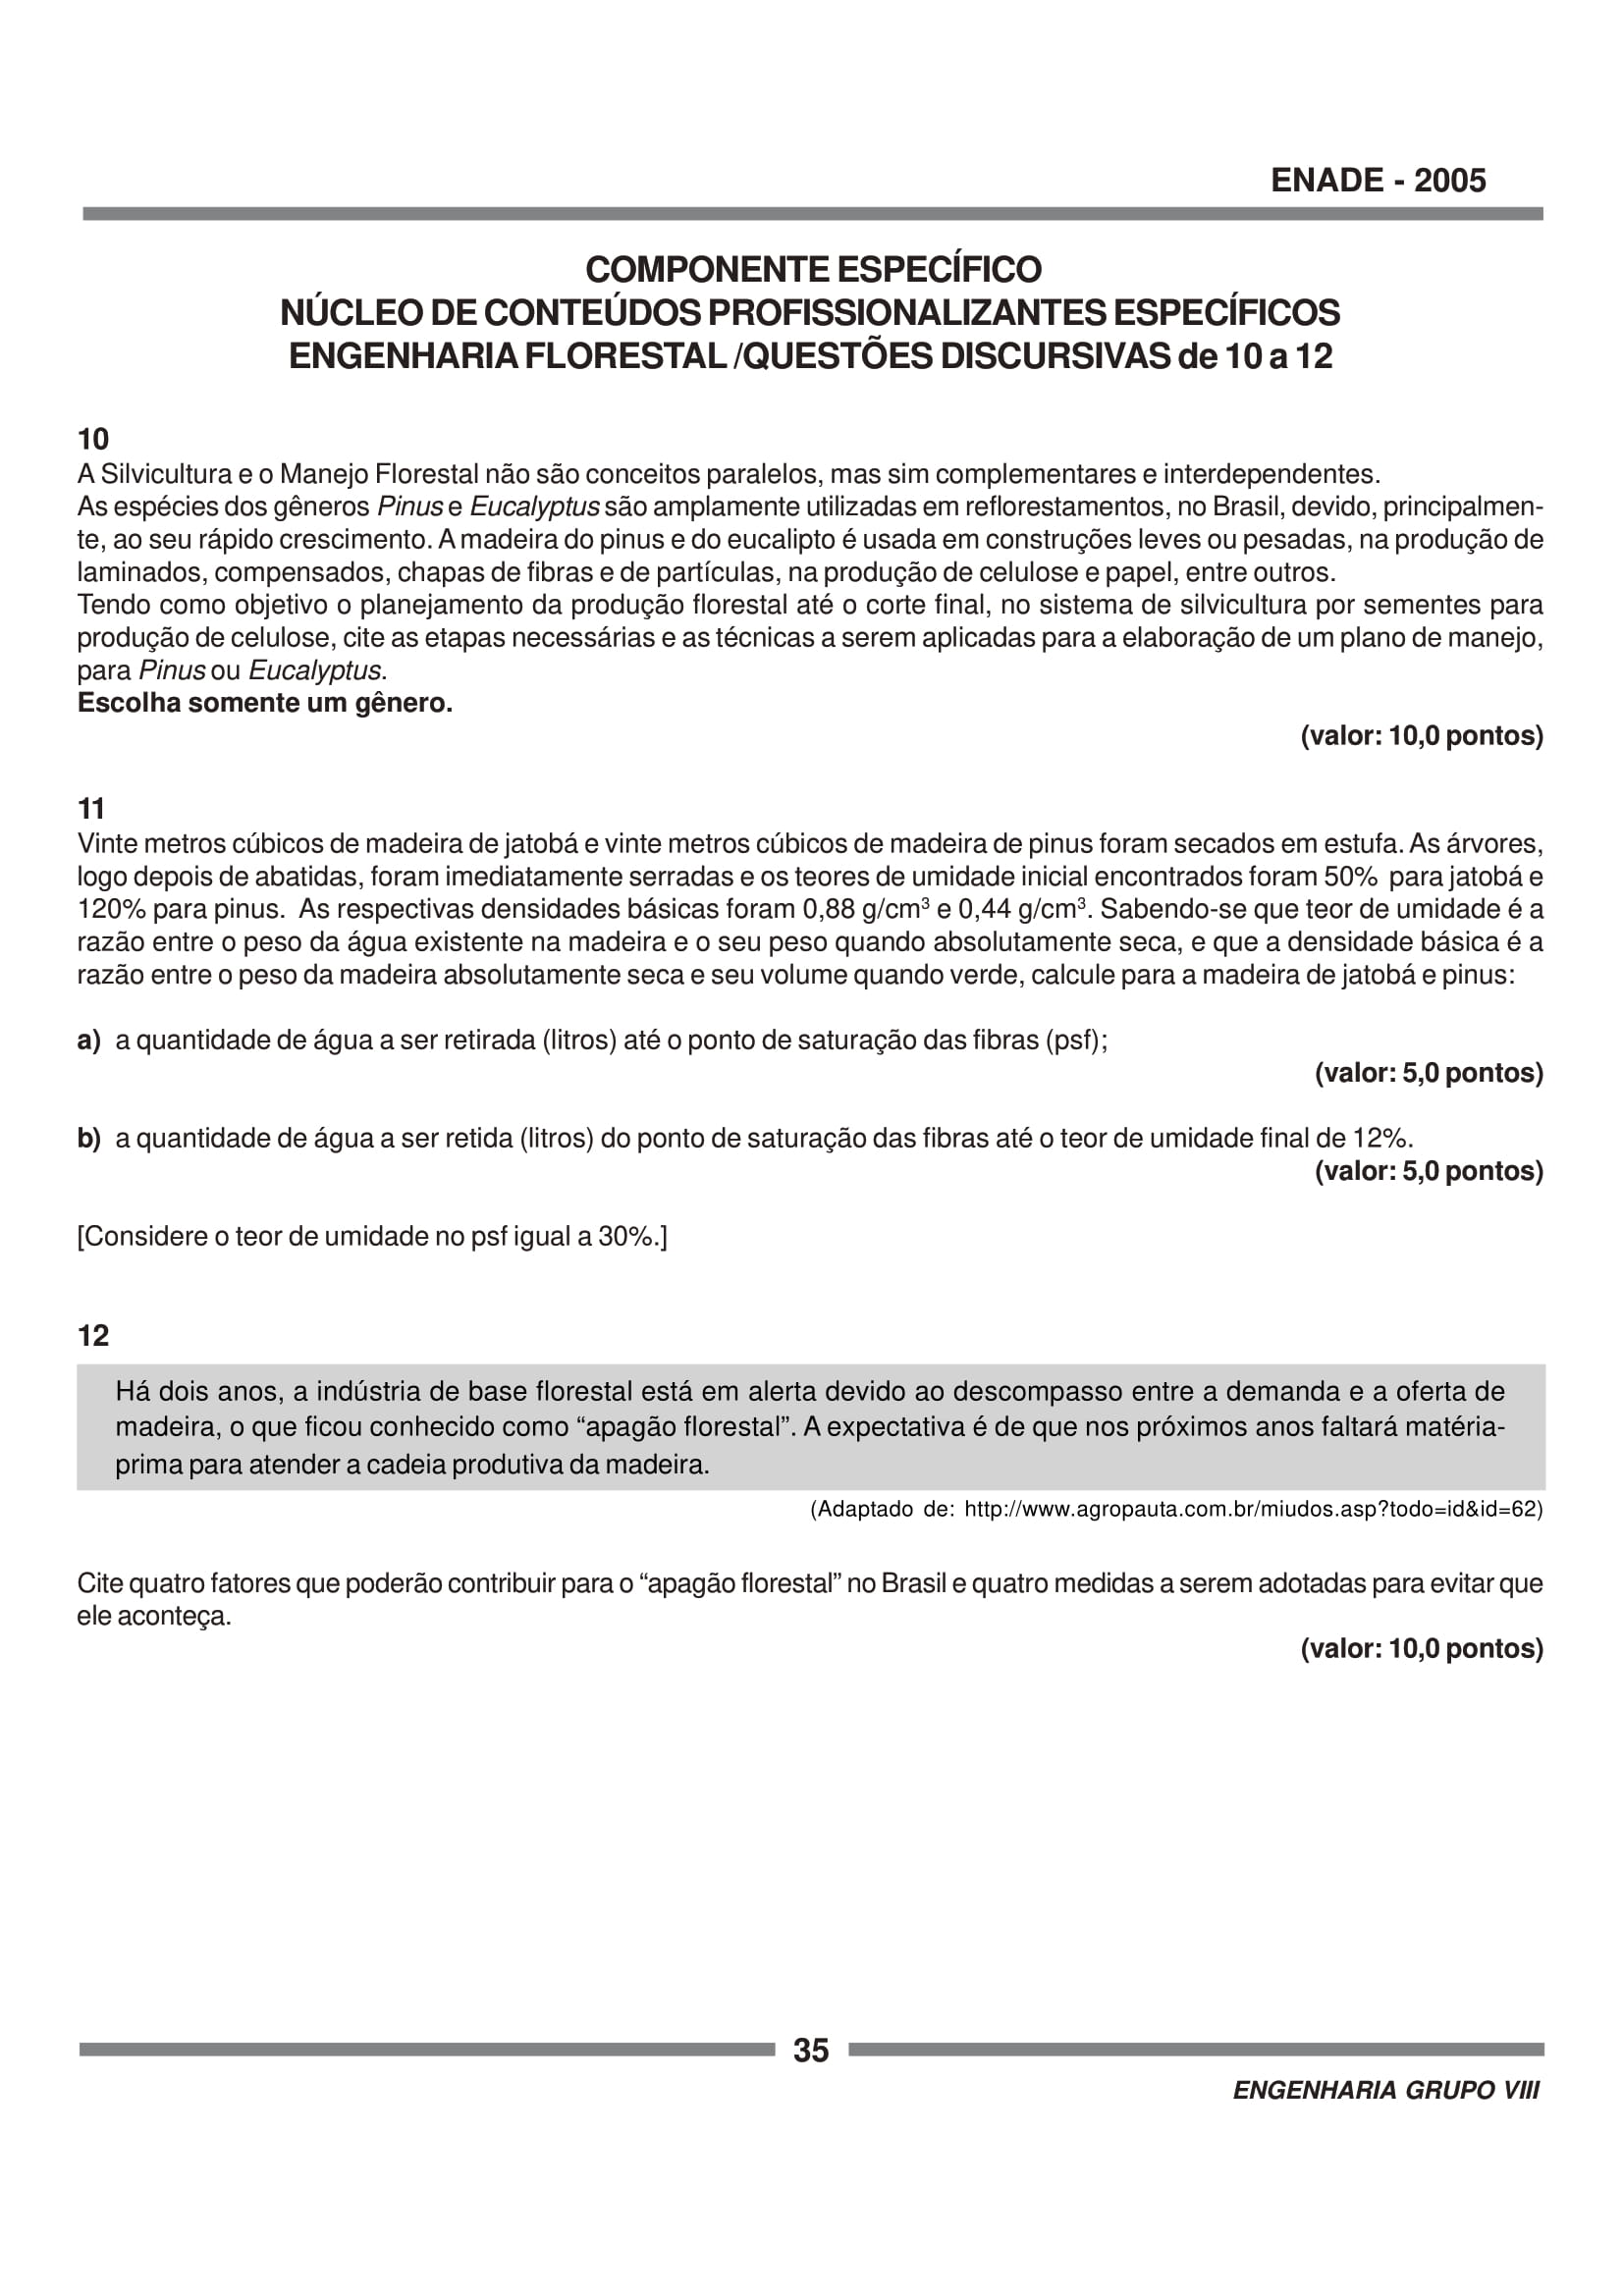 ENADE - 2005
COMPONENTE ESPECÍFICO
NÚCLEO DE CONTEÚDOS PROFISSIONALIZANTES ESPECÍFICOS
ENGENHARIA FLORESTAL /QUESTÕES DISCURSIVAS de 10 a 12
10
A Silvicultura e o Manejo Florestal não são conceitos paralelos, mas sim complementares e interdependentes.
As espécies dos gêneros Pinus e Eucalyptus são amplamente utilizadas em reflorestamentos, no Brasil, devido, principalmen-
te, ao seu rápido crescimento. A madeira do pinus e do eucalipto é usada em construções leves ou pesadas, na produção de
laminados, compensados, chapas de fibras e de partículas, na produção de celulose e papel, entre outros.
Tendo como objetivo o planejamento da produção florestal até o corte final, no sistema de silvicultura por sementes para
produção de celulose, cite as etapas necessárias e as técnicas a serem aplicadas para a elaboração de um plano de manejo,
para Pinus ou Eucalyptus.
Escolha somente um gênero.
(valor: 10,0 pontos)
11
Vinte metros cúbicos de madeira de jatobá e vinte metros cúbicos de madeira de pinus foram secados em estufa. As árvores,
logo depois de abatidas, foram imediatamente serradas e os teores de umidade inicial encontrados foram 50% para jatobá e
120% para pinus. As respectivas densidades básicas foram 0,88 g/cm³ e 0,44 g/cm³. Sabendo-se que teor de umidade é a
razão entre o peso da água existente na madeira e o seu peso quando absolutamente seca, e que a densidade básica é a
razão entre o peso da madeira absolutamente seca e seu volume quando verde, calcule para a madeira de jatobá e pinus:
a) a quantidade de água a ser retirada (litros) até o ponto de saturação das fibras (psf);
(valor: 5,0 pontos)
b) a quantidade de água a ser retida (litros) do ponto de saturação das fibras até o teor de umidade final de 12%.
(valor: 5,0 pontos)
[Considere o teor de umidade no psf igual a 30%.]
12
Há dois anos, a indústria de base florestal está em alerta devido ao descompasso entre a demanda e a oferta de
madeira, o que ficou conhecido como “apagão florestal”. A expectativa é de que nos próximos anos faltará matéria-
prima para atender a cadeia produtiva da madeira.
(Adaptado de: http://www.agropauta.com.br/miudos.asp?todo=id&id=62)
Cite quatro fatores que poderão contribuir para o “apagão florestal” no Brasil e quatro medidas a serem adotadas para evitar que
ele aconteça.
(valor: 10,0 pontos)
35
ENGENHARIA GRUPO VIII